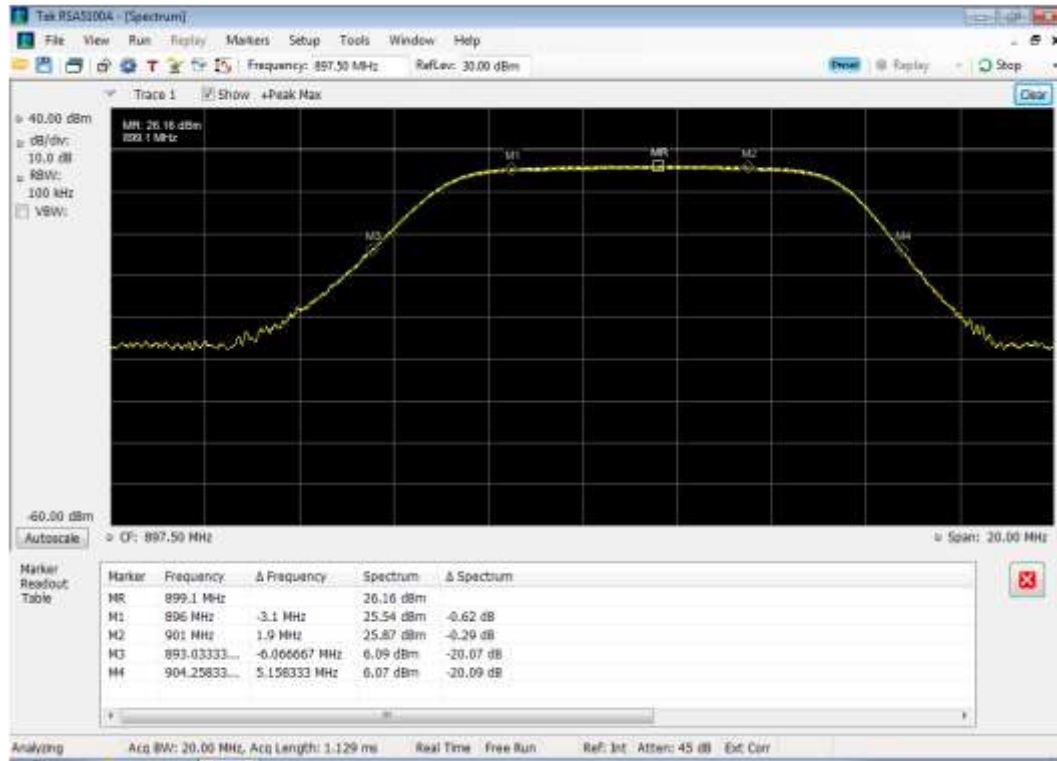 Tek RSA5100A - [Spectrum]
File View Run Replay Markers Setup Tools Window Help
Frequency: 897.50 MHz RefLev: 30.00 dBm Preset Replay Stop
Trace 1 Show +Peak Max Clear
40.00 dBm
dB/div:
10.0 dB
RBW:
100 kHz
VBW:
MR: 26.16 dBm
899.1 MHz
M1 MR M2
M3 M4
-60.00 dBm
Autoscale CF: 897.50 MHz Span: 20.00 MHz
Marker
Readout
Table
Marker Frequency Δ Frequency Spectrum Δ Spectrum
MR 899.1 MHz 26.16 dBm
M1 896 MHz -3.1 MHz 25.54 dBm -0.62 dB
M2 901 MHz 1.9 MHz 25.87 dBm -0.29 dB
M3 893.03333... -6.066667 MHz 6.09 dBm -20.07 dB
M4 904.25833... 5.158333 MHz 6.07 dBm -20.09 dB
Analyzing Acq BW: 20.00 MHz, Acq Length: 1.129 ms Real Time Free Run Ref: Int Atten: 45 dB Ext Corr